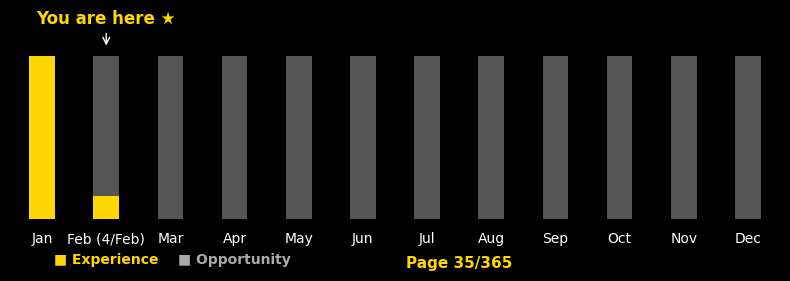 You are here ★
Jan Feb (4/Feb) Mar Apr May Jun Jul Aug Sep Oct Nov Dec
■ Experience ■ Opportunity Page 35/365